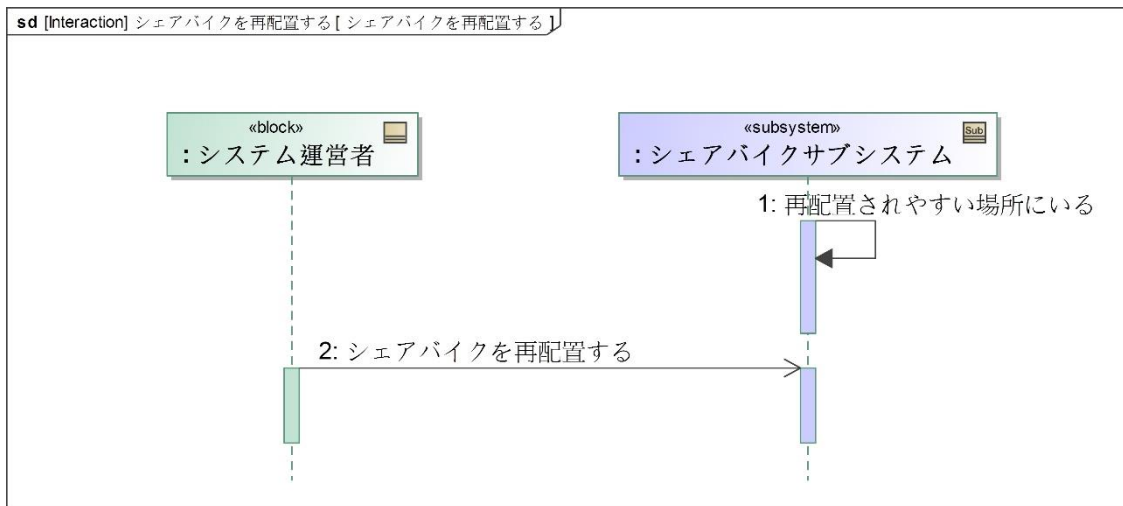 sd [Interaction] シェアバイクを再配置する[ シェアバイクを再配置する ]
«block»
: システム運営者
«subsystem»
Sub
: シェアバイクサブシステム
1: 再配置されやすい場所にいる
2: シェアバイクを再配置する